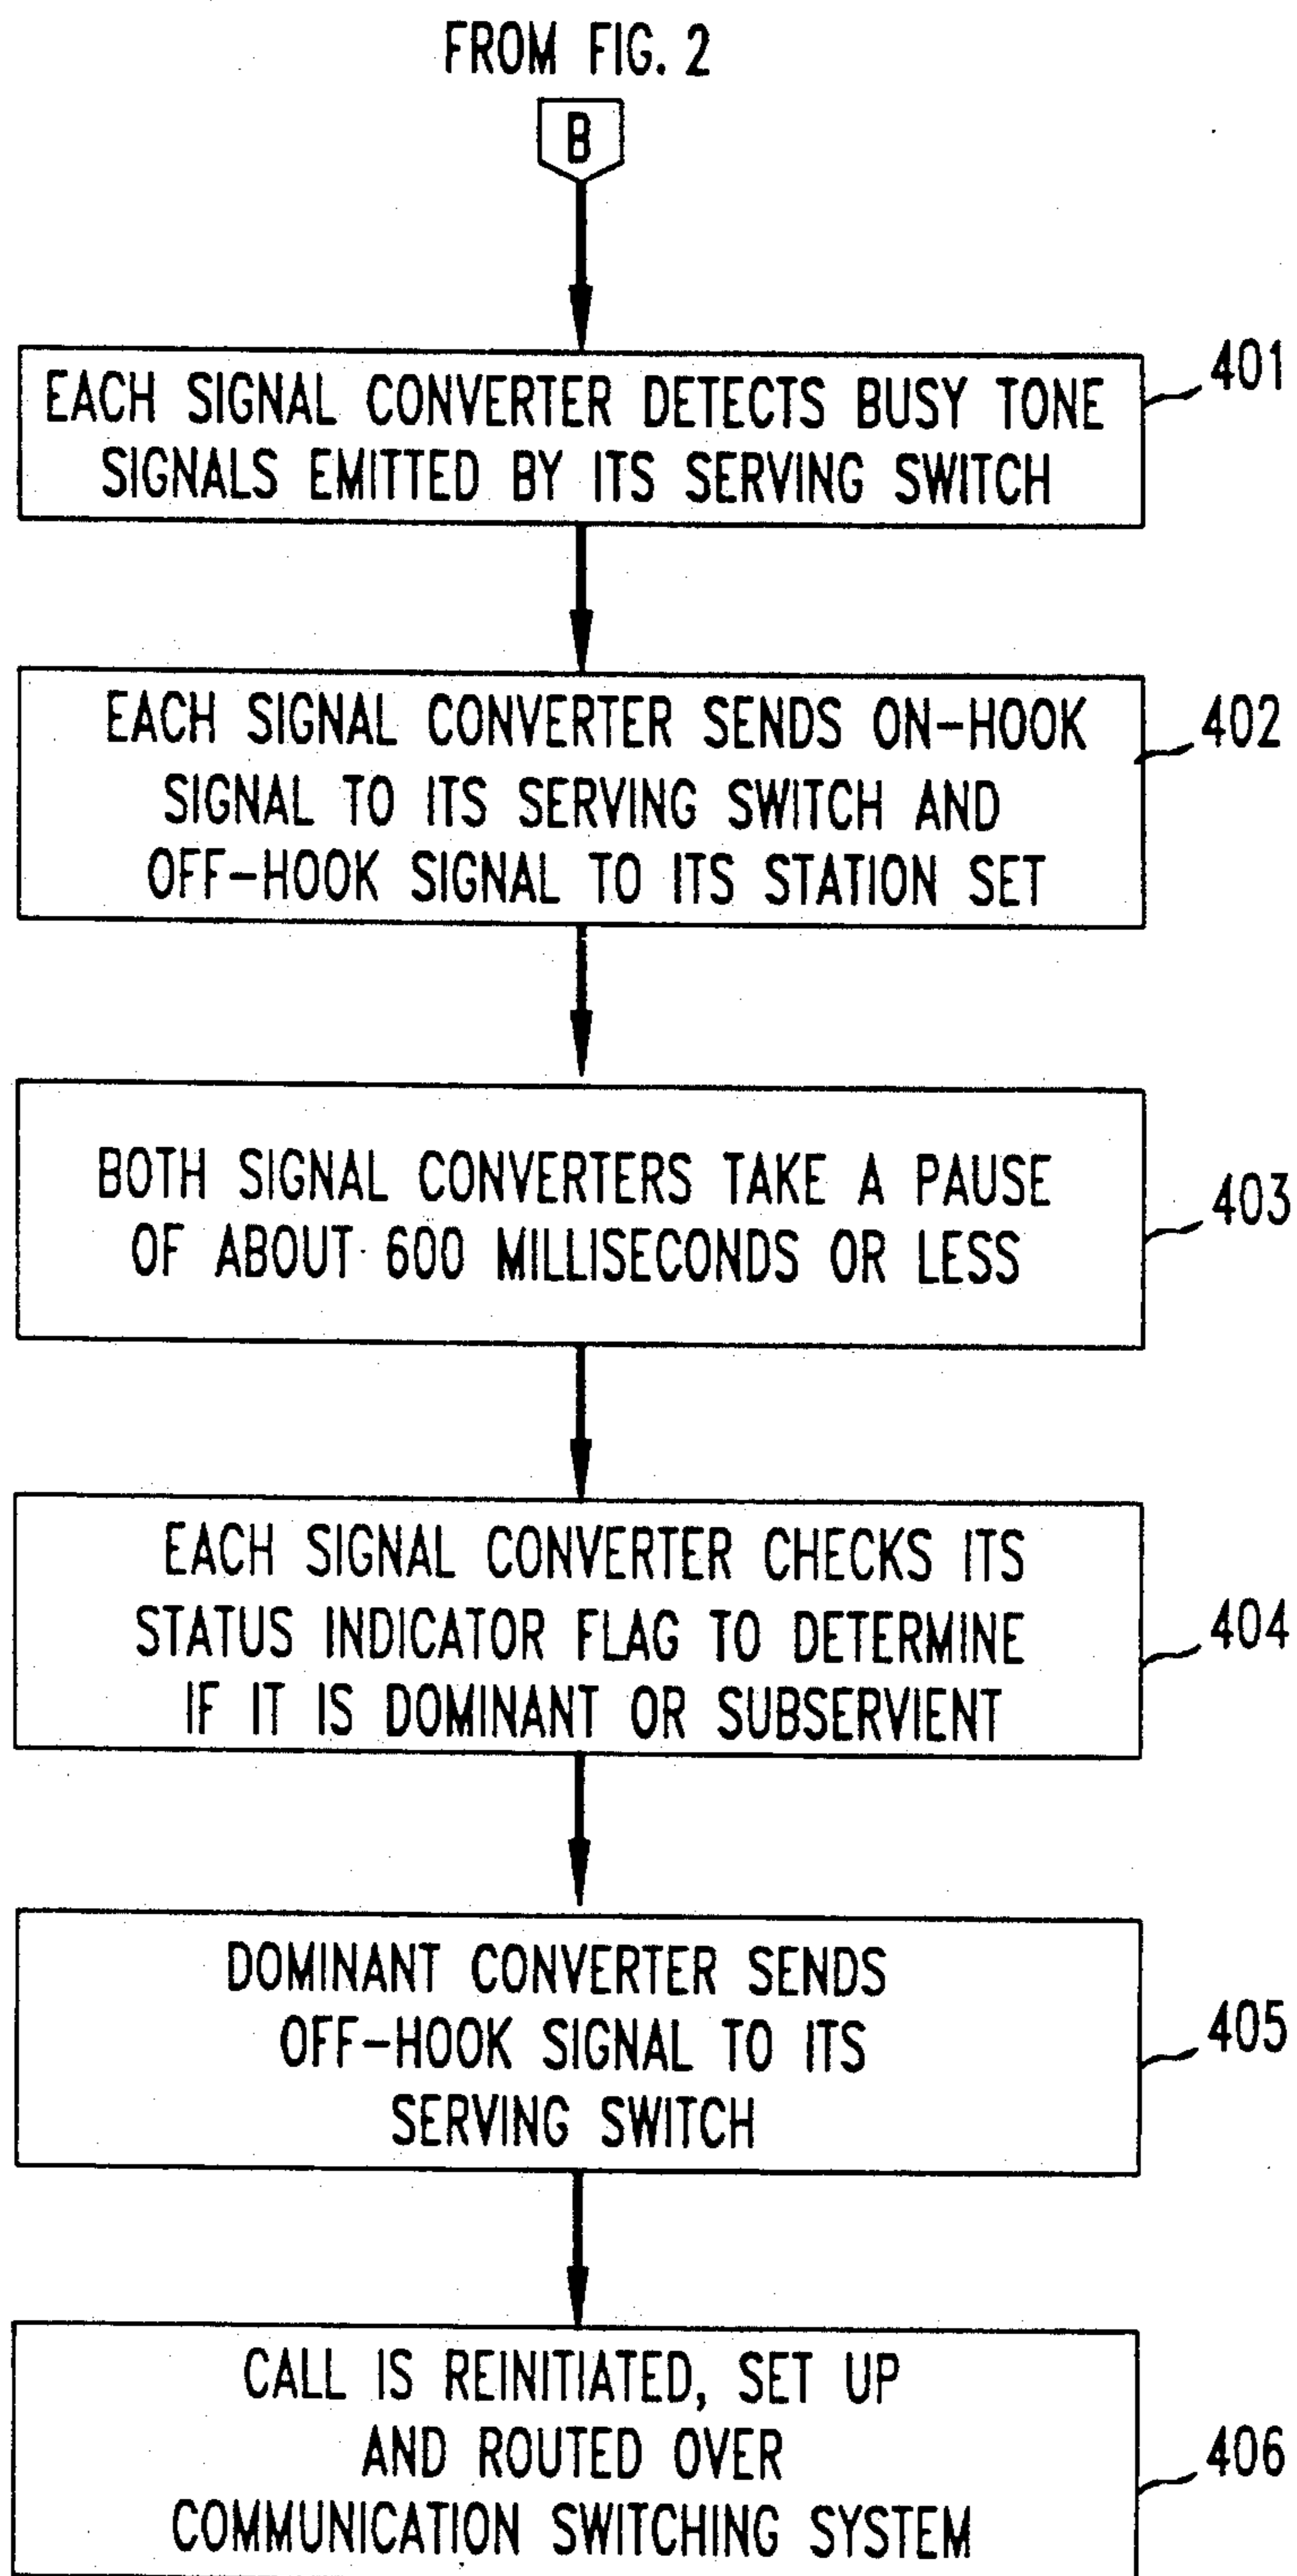 FROM FIG. 2
B
EACH SIGNAL CONVERTER DETECTS BUSY TONE
SIGNALS EMITTED BY ITS SERVING SWITCH
401
EACH SIGNAL CONVERTER SENDS ON-HOOK
SIGNAL TO ITS SERVING SWITCH AND
OFF-HOOK SIGNAL TO ITS STATION SET
402
BOTH SIGNAL CONVERTERS TAKE A PAUSE
OF ABOUT 600 MILLISECONDS OR LESS
403
EACH SIGNAL CONVERTER CHECKS ITS
STATUS INDICATOR FLAG TO DETERMINE
IF IT IS DOMINANT OR SUBSERVIENT
404
DOMINANT CONVERTER SENDS
OFF-HOOK SIGNAL TO ITS
SERVING SWITCH
405
CALL IS REINITIATED, SET UP
AND ROUTED OVER
COMMUNICATION SWITCHING SYSTEM
406